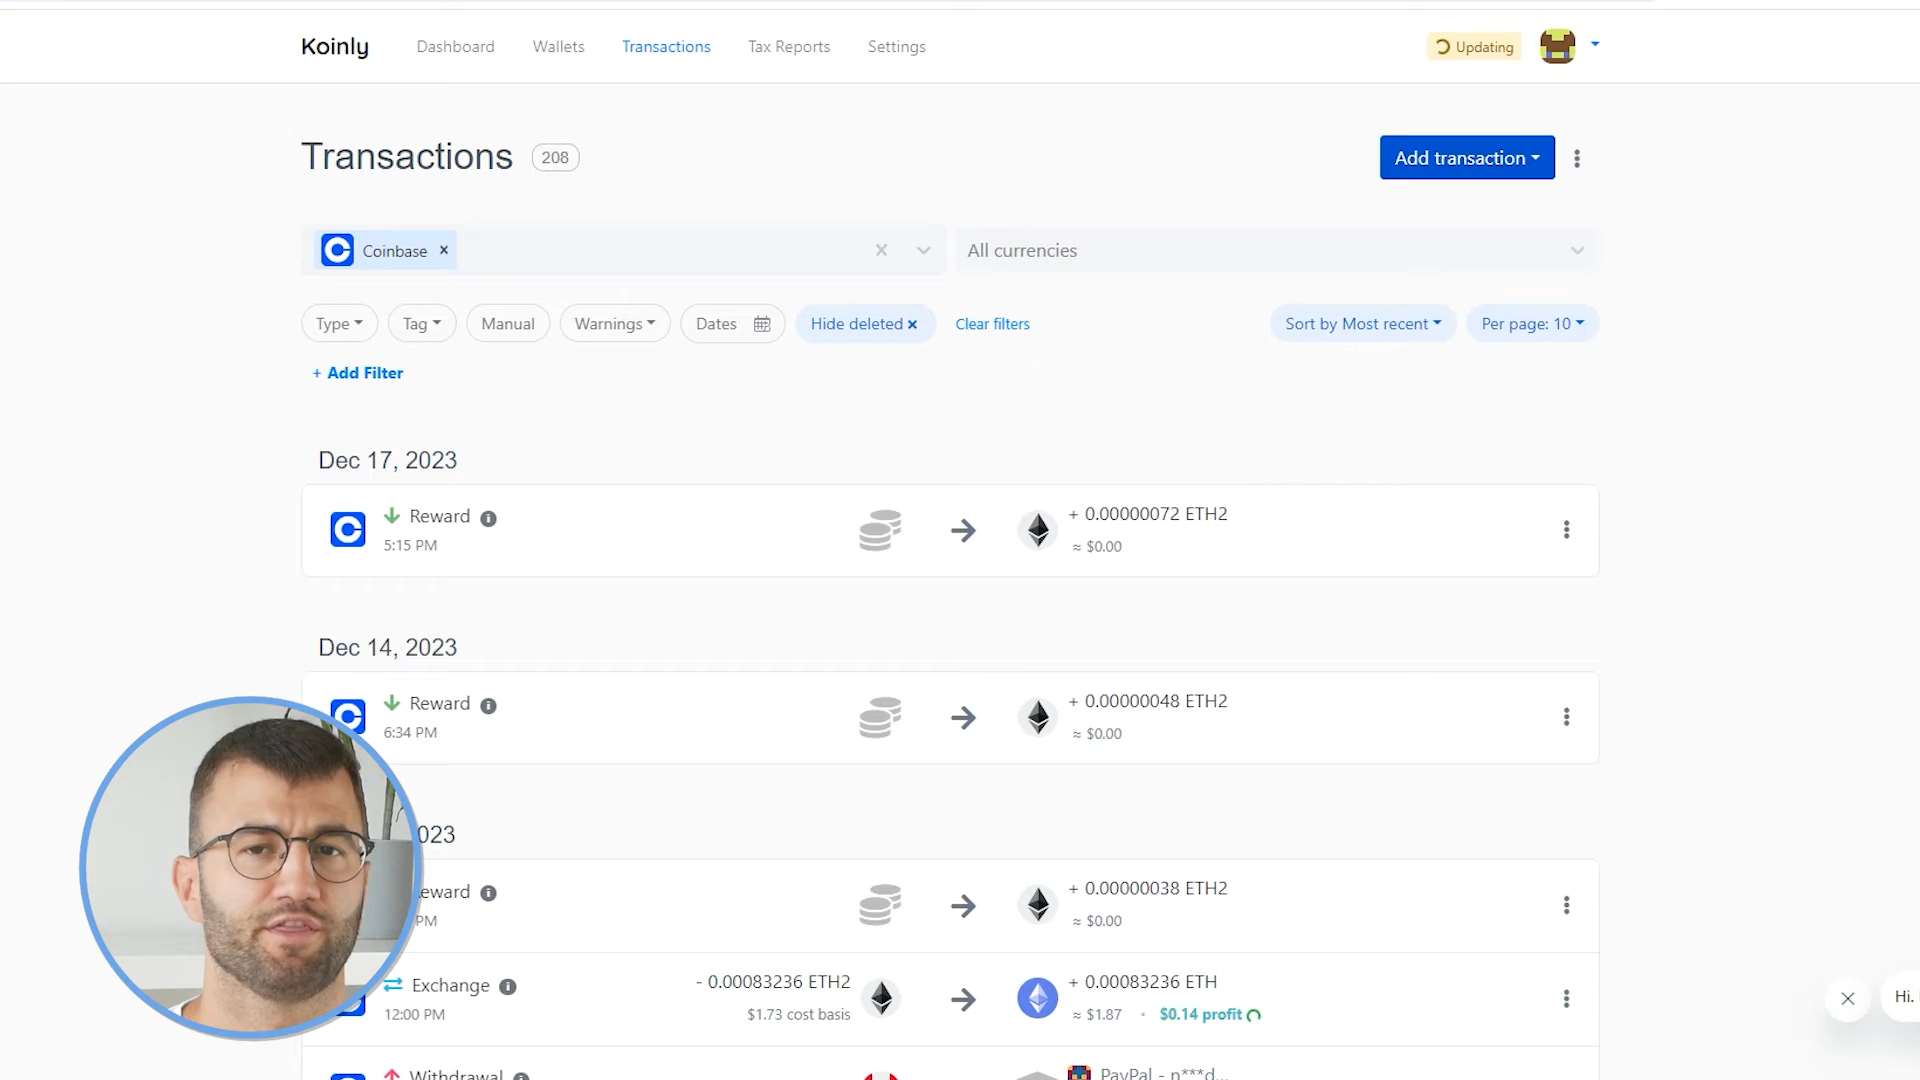 Koinly Dashboard Wallets Transactions Tax Reports Settings Updating
Transactions 208 Add transaction
Coinbase × All currencies
Type Tag Manual Warnings Dates Hide deleted × Clear filters Sort by Most recent Per page: 10
+ Add Filter
Dec 17, 2023
Reward + 0.00000072 ETH2
5:15 PM ≈ $0.00
Dec 14, 2023
Reward + 0.00000048 ETH2
6:34 PM ≈ $0.00
023
eward + 0.00000038 ETH2
PM ≈ $0.00
Exchange - 0.00083236 ETH2 + 0.00083236 ETH
12:00 PM $1.73 cost basis ≈ $1.87 · $0.14 profit
Withdrawal PayPal - n***d...
Hi.